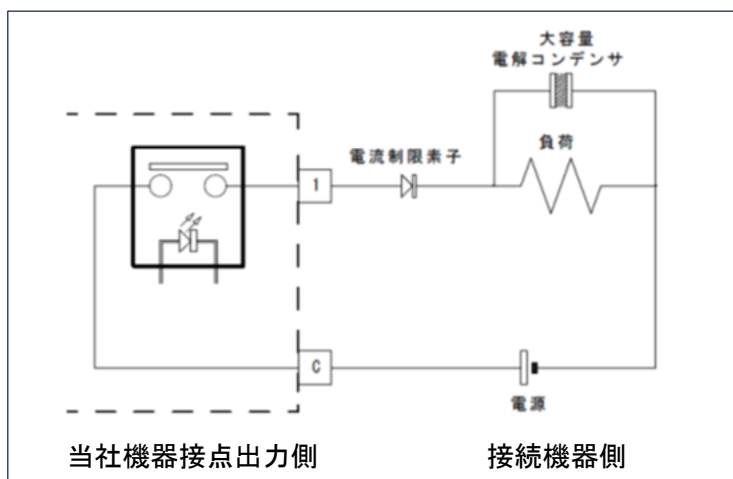 大容量
電解コンデンサ
電流制限素子
負荷
1
C
電源
当社機器接点出力側
接続機器側